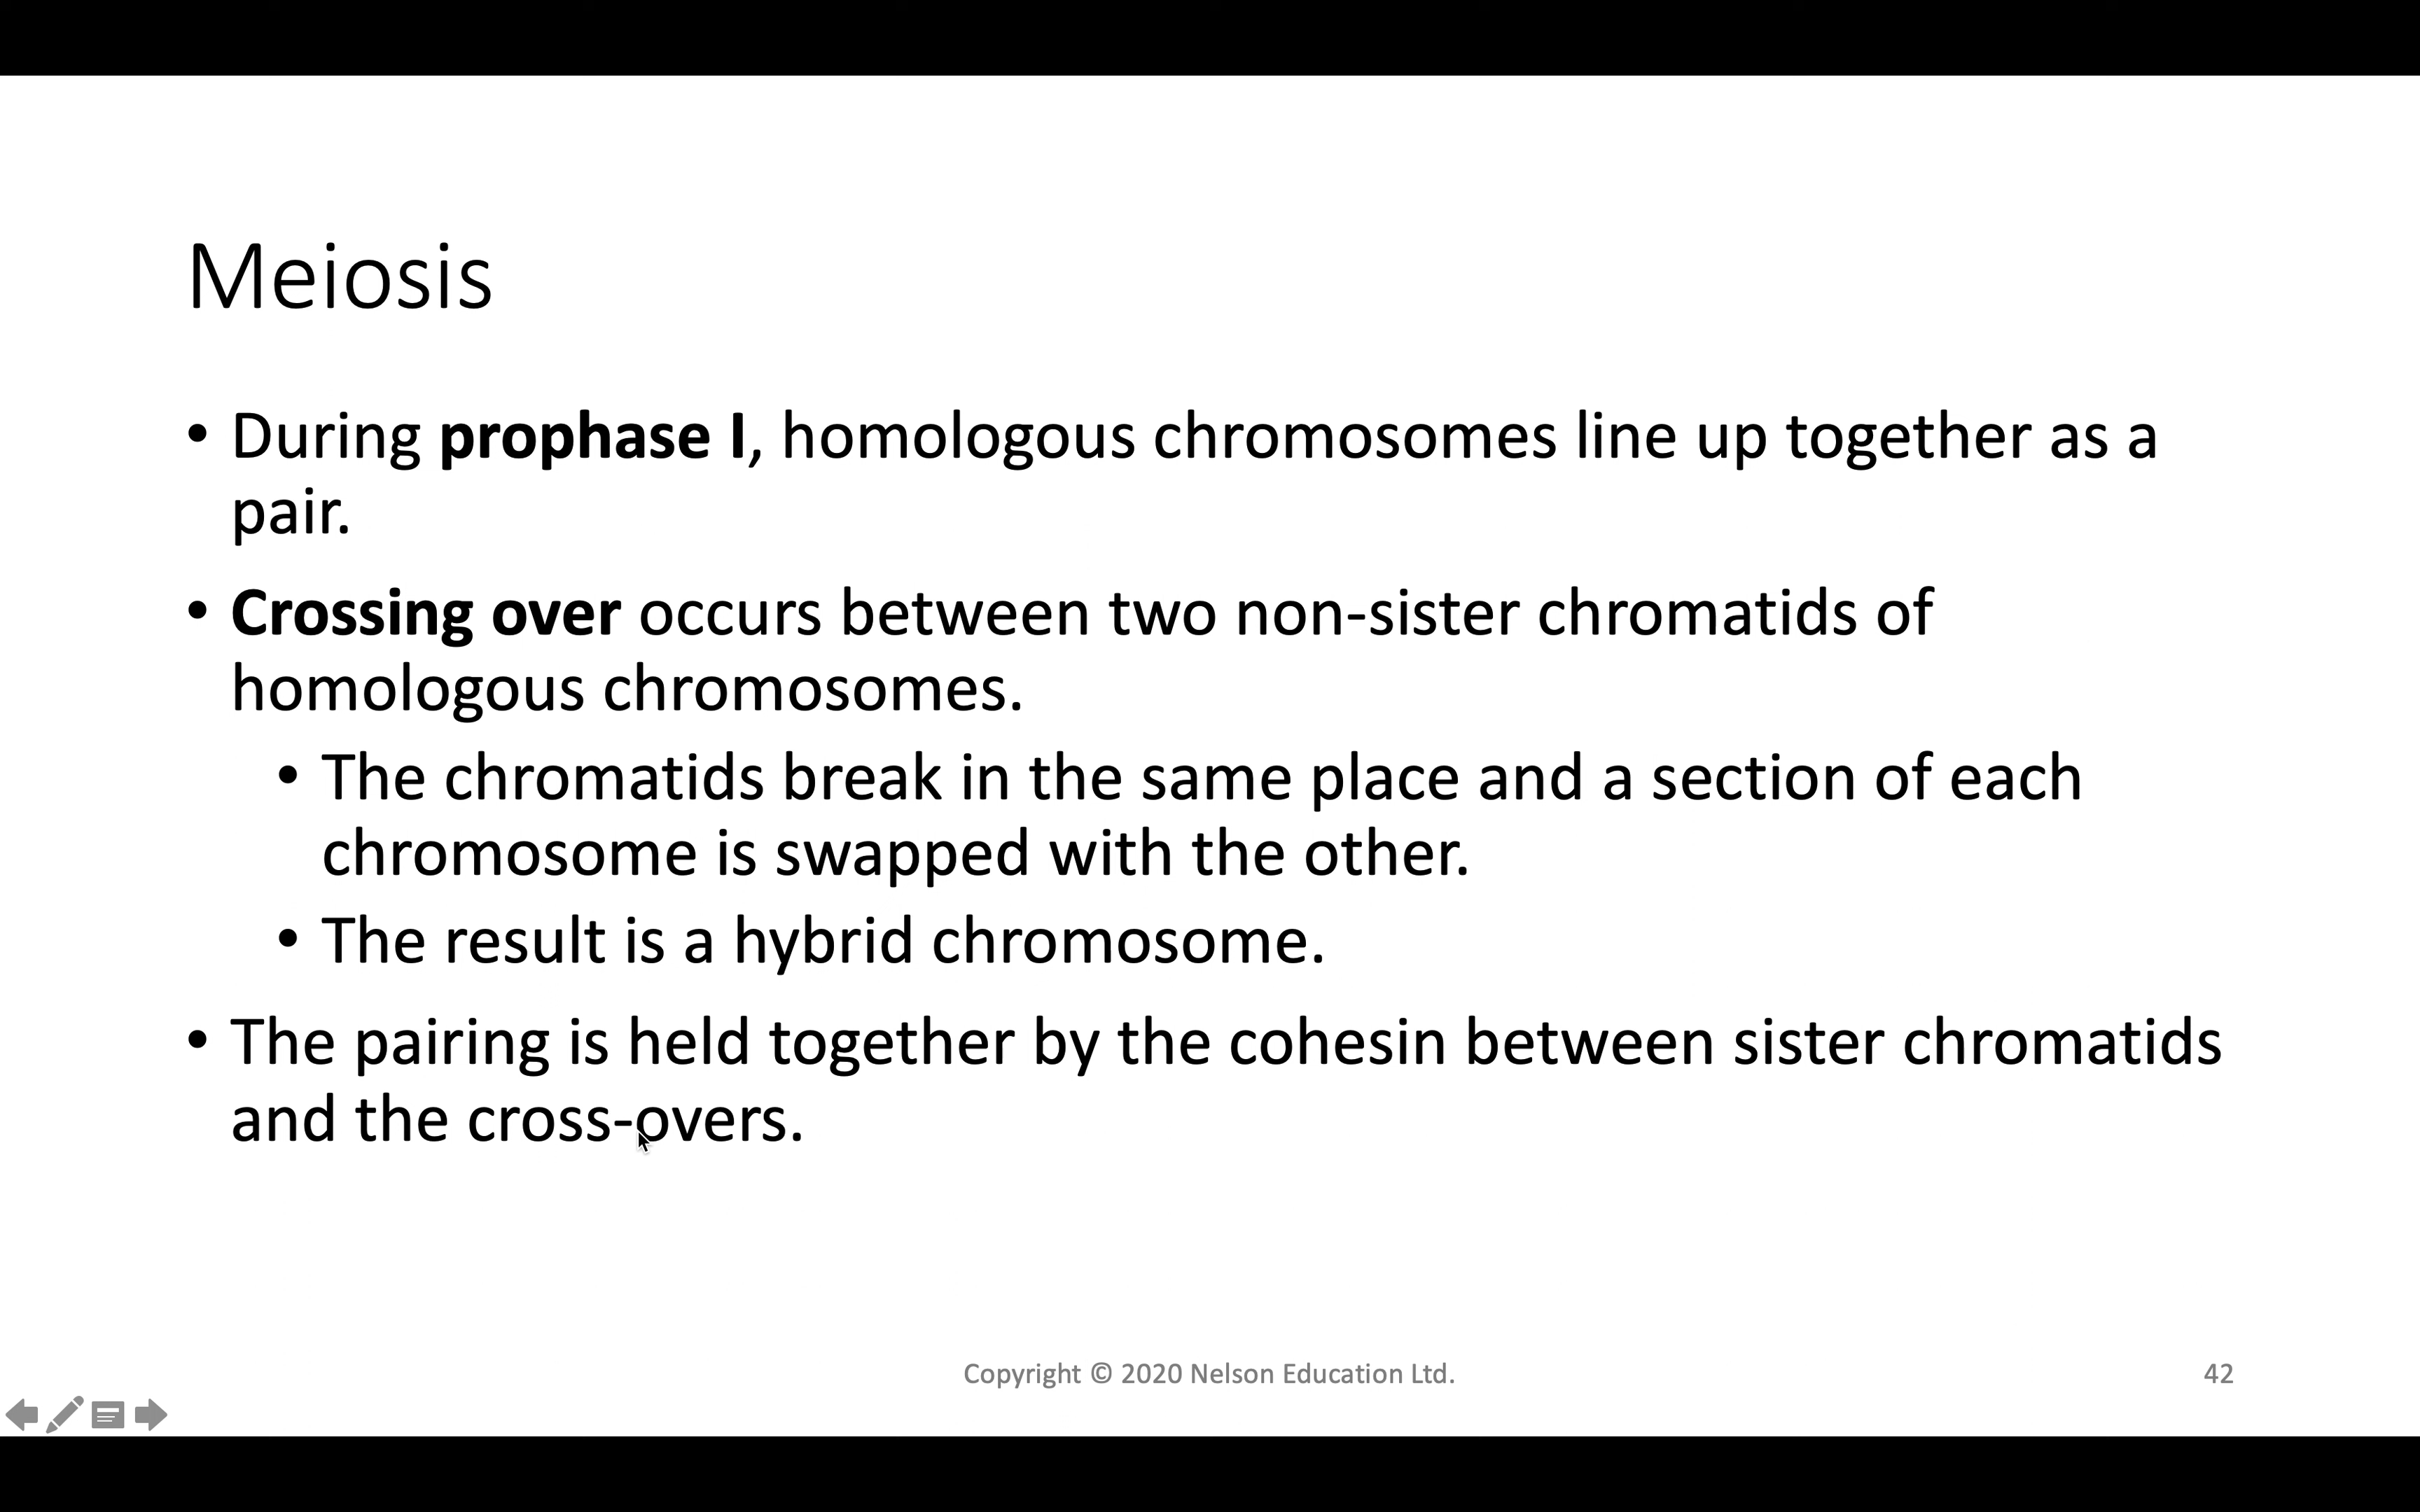 Meiosis
• During prophase I, homologous chromosomes line up together as a
pair.
• Crossing over occurs between two non-sister chromatids of
homologous chromosomes.
• The chromatids break in the same place and a section of each
chromosome is swapped with the other.
• The result is a hybrid chromosome.
• The pairing is held together by the cohesin between sister chromatids
and the cross-overs.
Copyright © 2020 Nelson Education Ltd.
42